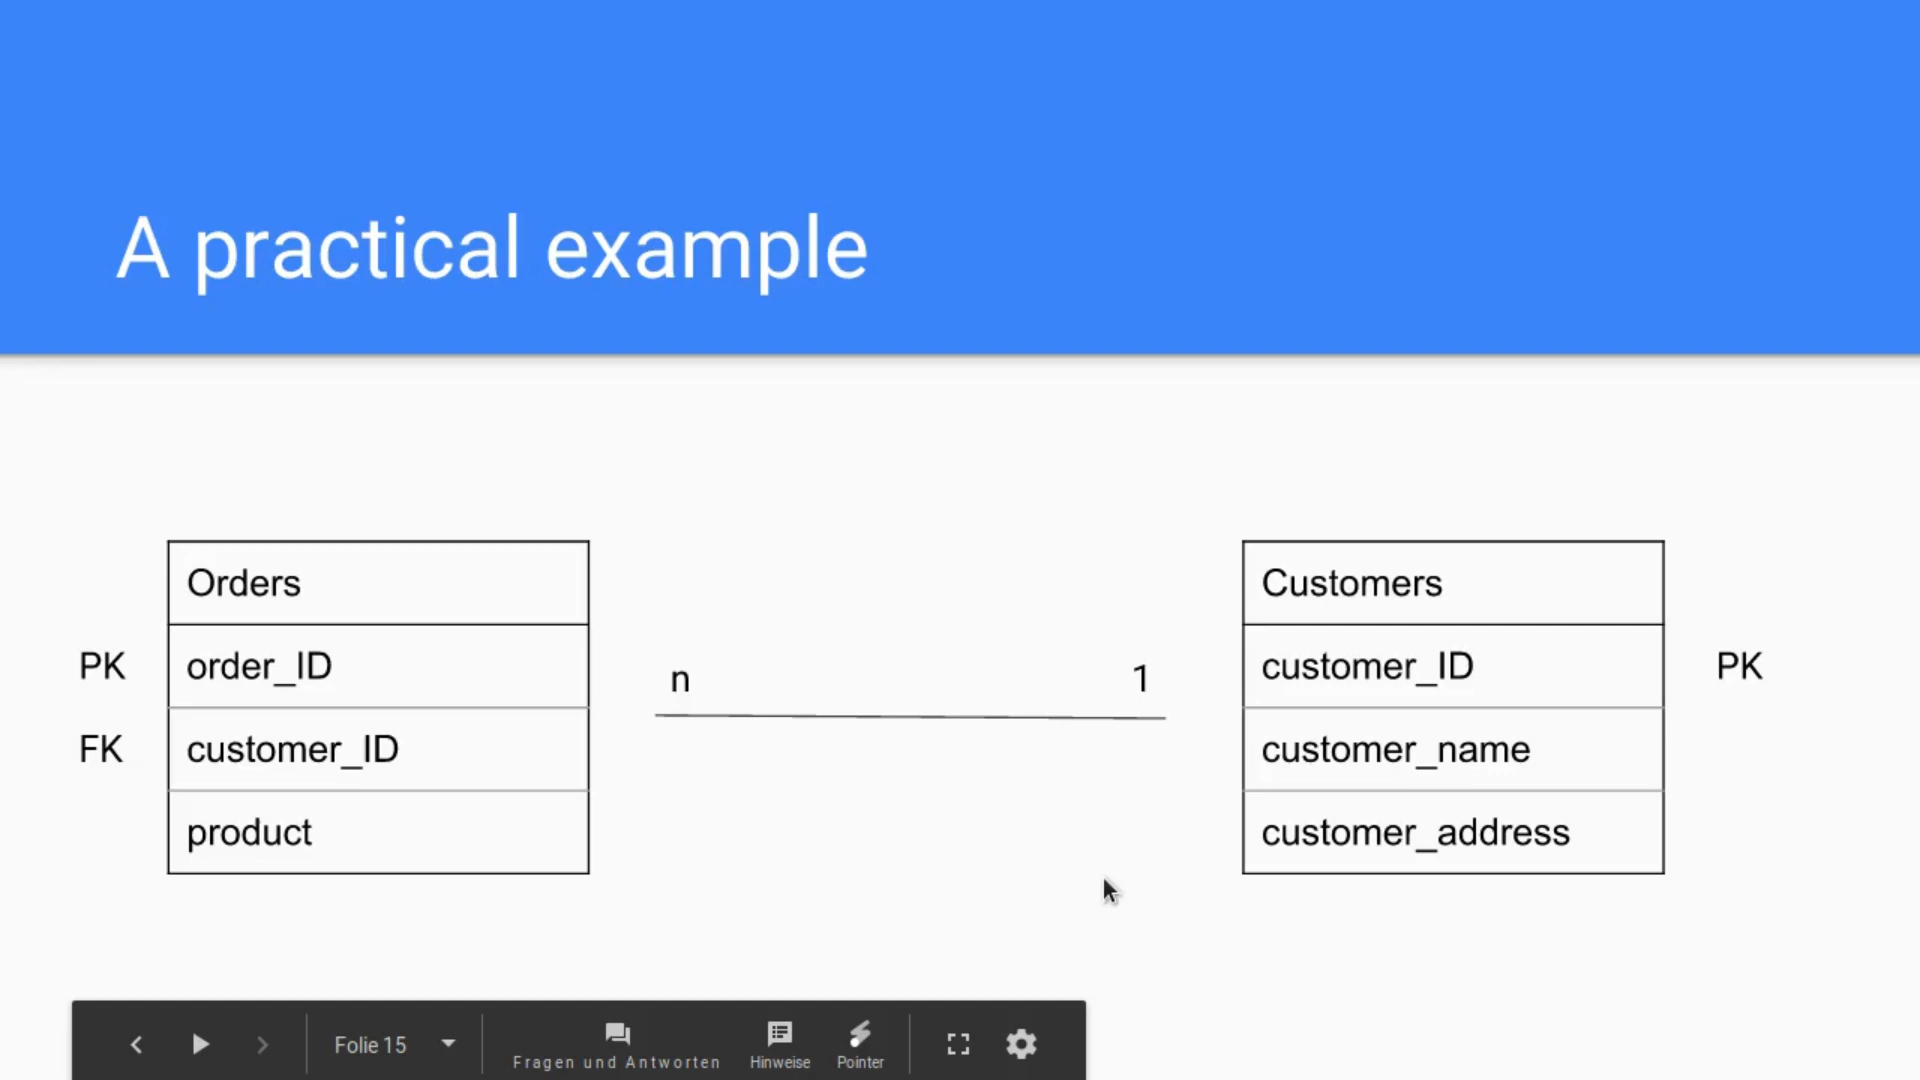 A practical example
Orders
PK order_ID
FK customer_ID
product
n 1
Customers
customer_ID PK
customer_name
customer_address
Folie 15
Fragen und Antworten
Hinweise
Pointer